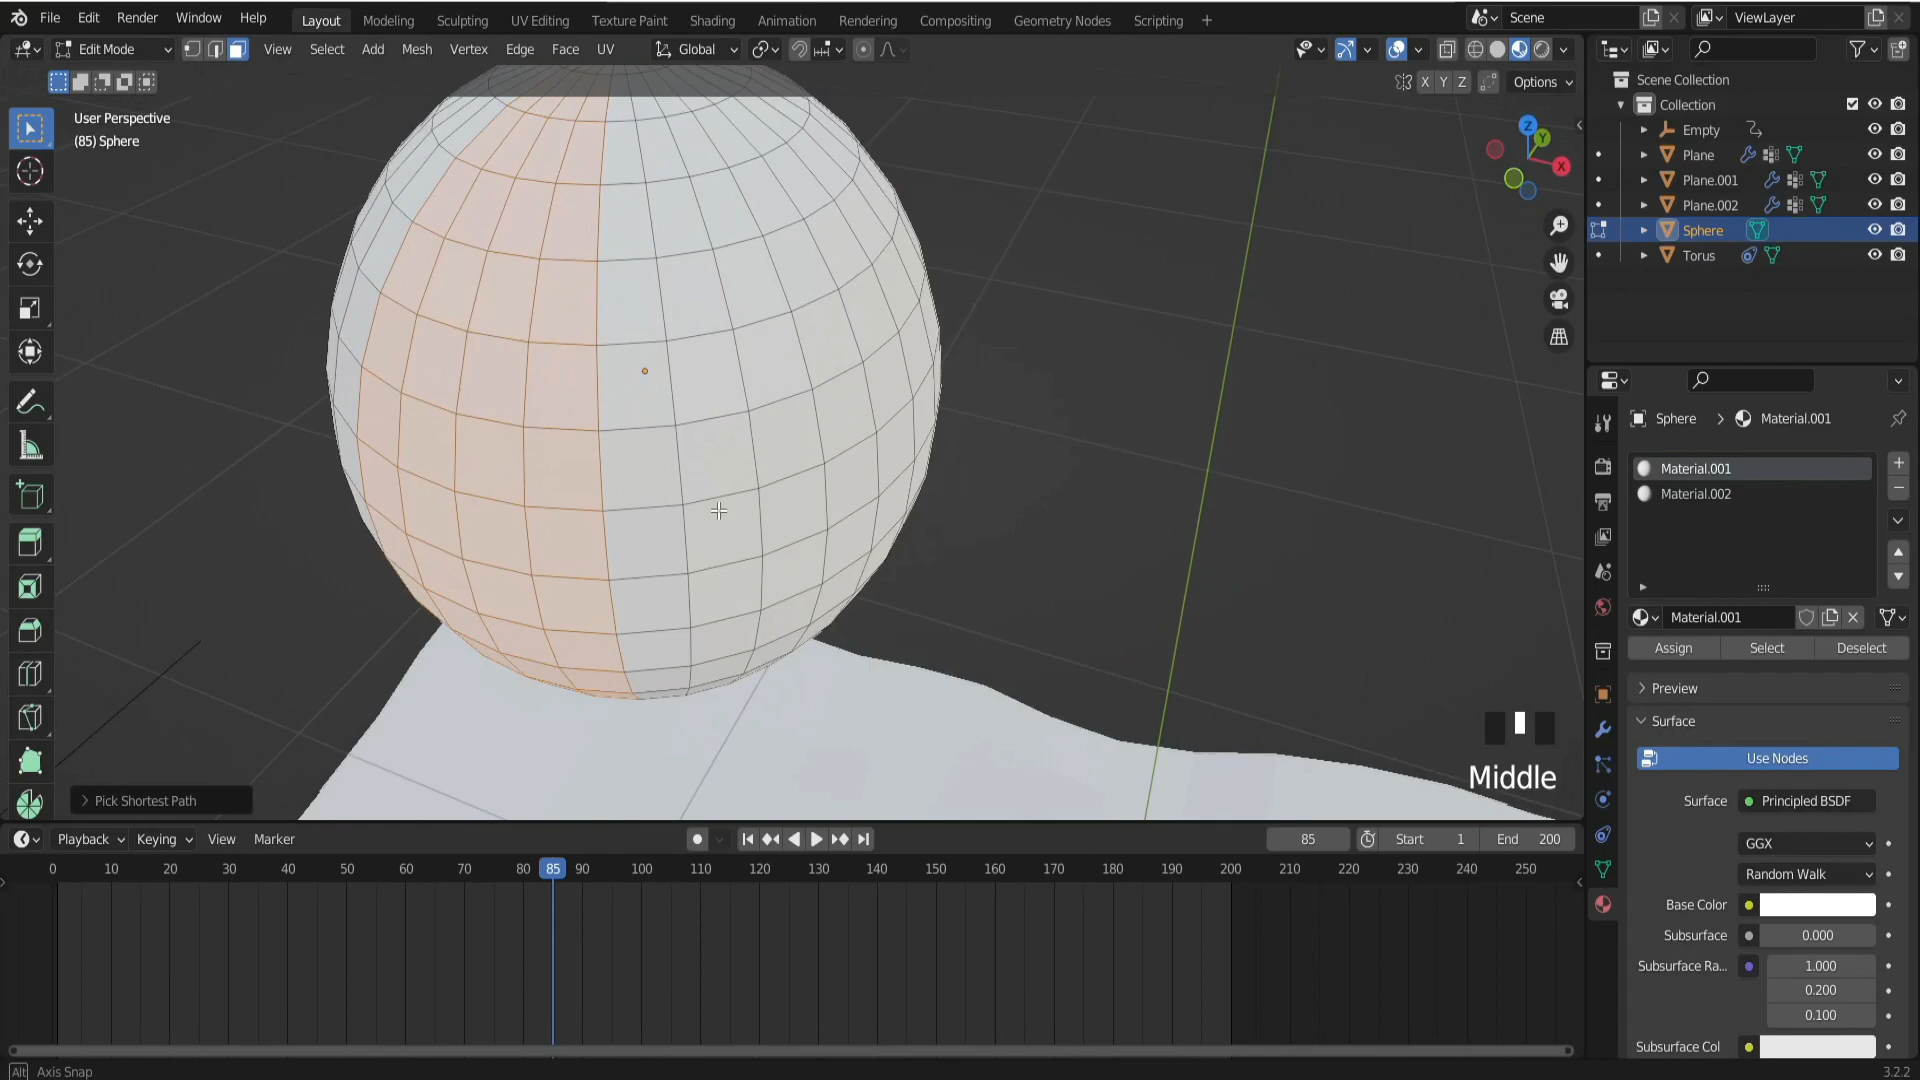 File Edit Render Window Help Layout Modeling Sculpting UV Editing Texture Paint Shading Animation Rendering Compositing Geometry Nodes Scripting + Scene ViewLayer
Edit Mode View Select Add Mesh Vertex Edge Face UV Global
X Y Z Options
User Perspective
(85) Sphere
Z Y X
Scene Collection
Collection
Empty
Plane
Plane.001
Plane.002
Sphere
Torus
Sphere > Material.001
Material.001
Material.002
Material.001
Assign Select Deselect
Preview
Surface
Use Nodes
Surface Principled BSDF
GGX
Random Walk
Base Color
Subsurface 0.000
Subsurface Ra... 1.000
0.200
0.100
Subsurface Col
Middle
Pick Shortest Path
Playback Keying View Marker 85 Start 1 End 200
0 10 20 30 40 50 60 70 80 85 90 100 110 120 130 140 150 160 170 180 190 200 210 220 230 240 250
Alt Axis Snap 3.2.2